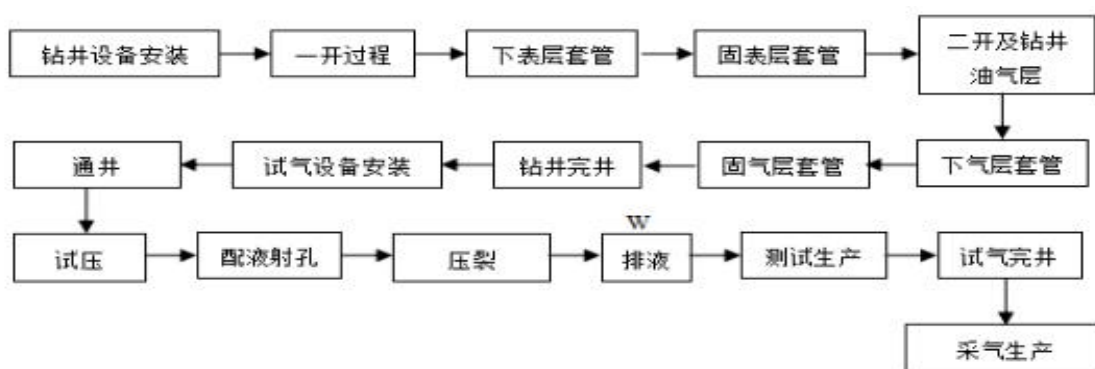 钻井设备安装
一开过程
下表层套管
固表层套管
二开及钻井
油气层
下气层套管
固气层套管
钻井完井
试气设备安装
通井
试压
配液射孔
压裂
W
排液
测试生产
试气完井
采气生产